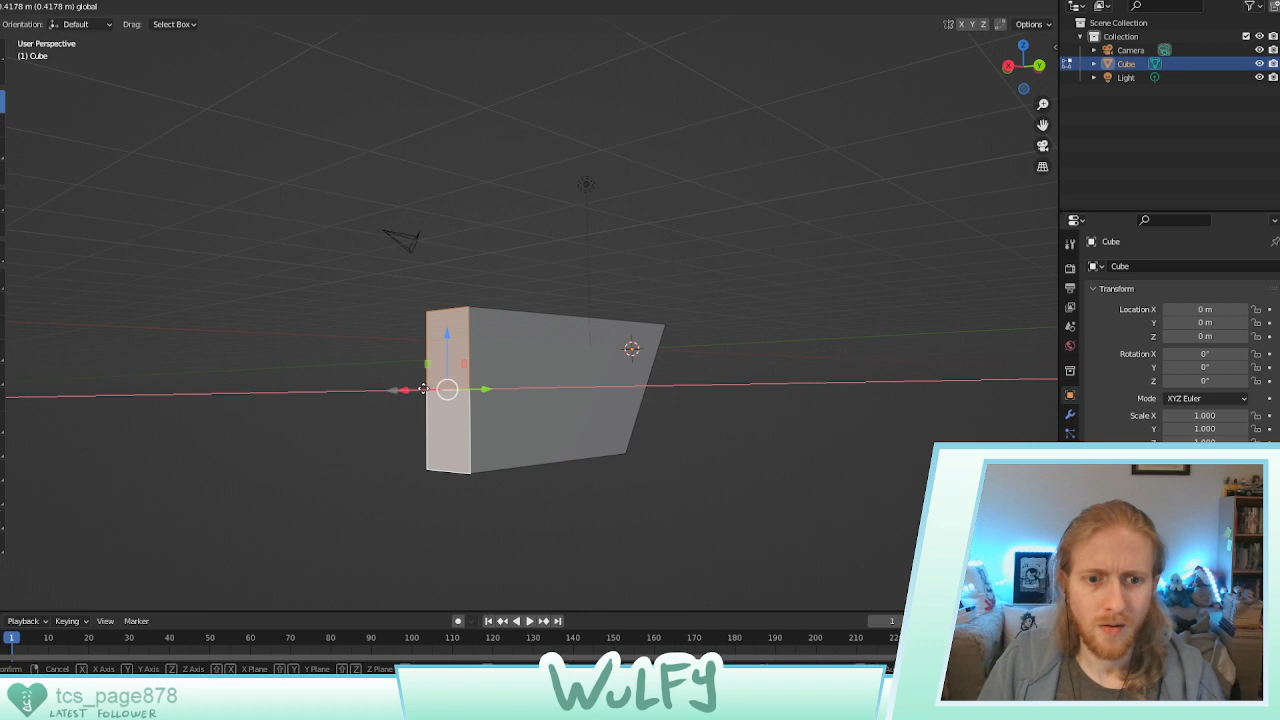 0.4178 m (0.4178 m) global
Orientation: Default Drag: Select Box
X Y Z Options
User Perspective
(1) Cube
Z
X Y
Scene Collection
Collection
Camera
Cube
Light
Cube
Cube
Transform
Location X 0 m
Y 0 m
Z 0 m
Rotation X 0°
Y 0°
Z 0°
Mode XYZ Euler
Scale X 1.000
Y 1.000
Playback Keying View Marker
1
1 10 20 30 40 50 60 70 80 90 100 110 120 130 140 150 160 170 180 190 200 210
onfirm Cancel X X Axis Y Y Axis Z Z Axis X X Plane Y Y Plane Z Z Plane
tcs_page878
LATEST FOLLOWER
WULFY